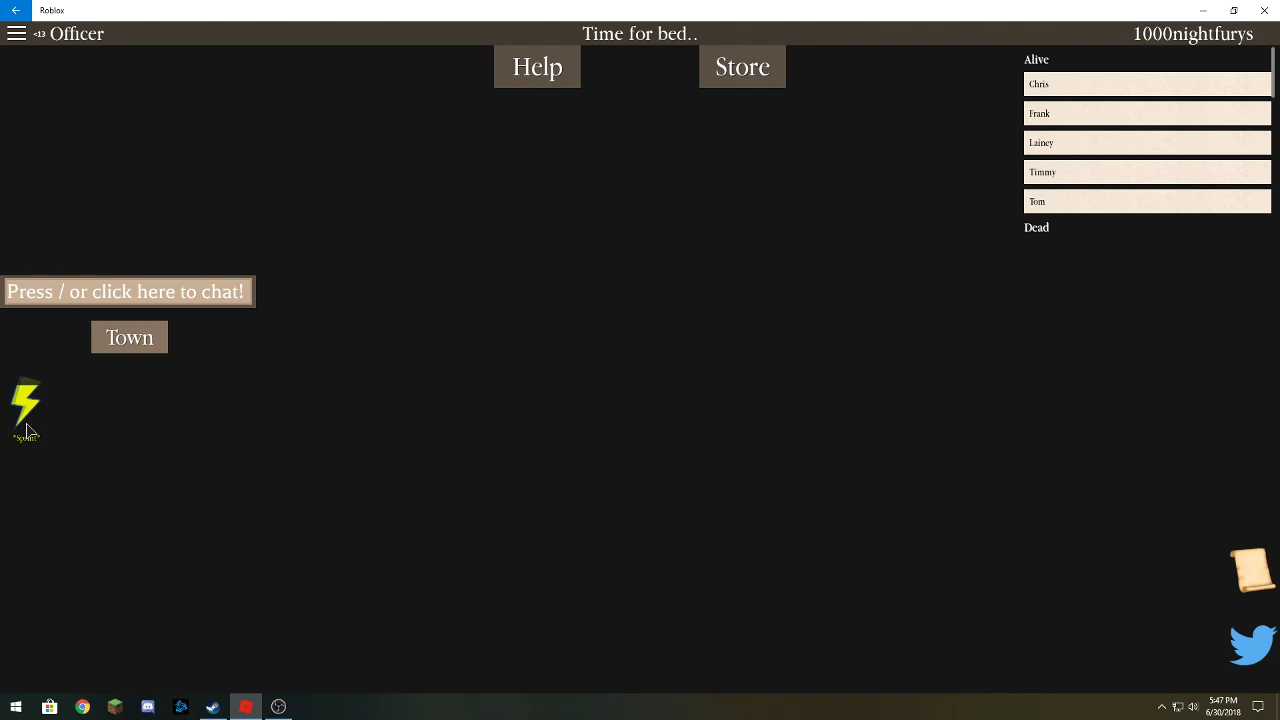 Roblox
<13 Officer
Time for bed..
1000nightfurys
Help
Store
Alive
Chris
Frank
Lainey
Timmy
Tom
Dead
Press / or click here to chat!
Town
5:47 PM
6/30/2018